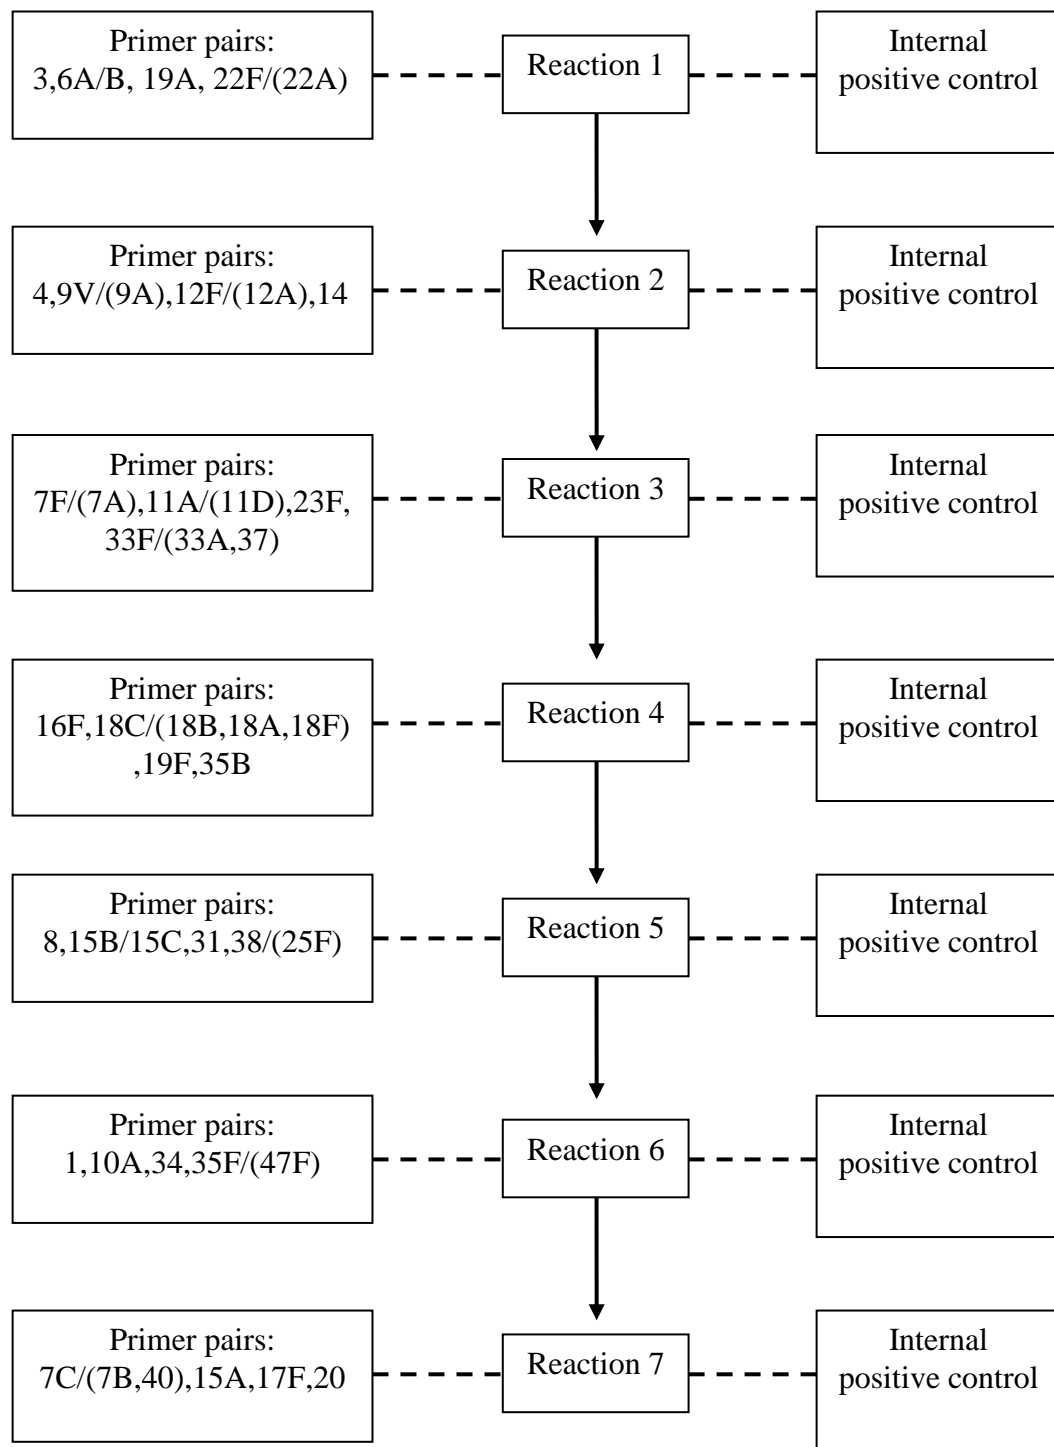 Primer pairs:
3,6A/B, 19A, 22F/(22A)
Reaction 1
Internal
positive control
Primer pairs:
4,9V/(9A),12F/(12A),14
Reaction 2
Internal
positive control
Primer pairs:
7F/(7A),11A/(11D),23F,
33F/(33A,37)
Reaction 3
Internal
positive control
Primer pairs:
16F,18C/(18B,18A,18F)
,19F,35B
Reaction 4
Internal
positive control
Primer pairs:
8,15B/15C,31,38/(25F)
Reaction 5
Internal
positive control
Primer pairs:
1,10A,34,35F/(47F)
Reaction 6
Internal
positive control
Primer pairs:
7C/(7B,40),15A,17F,20
Reaction 7
Internal
positive control